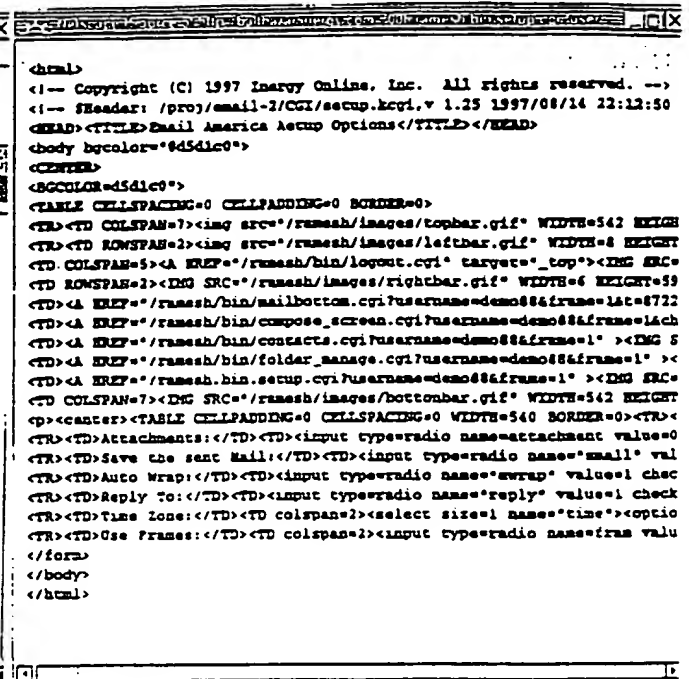 <html>
<!-- Copyright (C) 1997 Inergy Online, Inc. All rights reserved. -->
<!-- $Header: /proj/email-2/CGI/setup.kcgi,v 1.25 1997/08/14 22:12:50
<HEAD><TITLE>Email America Aetup Options</TITLE></HEAD>
<body bgcolor="#d5d1c0">
<CENTER>
<BGCOLOR=d5d1c0">
<TABLE CELLSPACING=0 CELLPADDING=0 BORDER=0>
<TR><TD COLSPAN=7><img src="/ramesh/images/topbar.gif" WIDTH=542 HEIGH
<TR><TD ROWSPAN=2><img src="/ramesh/images/leftbar.gif" WIDTH=8 HEIGHT
<TD COLSPAN=5><A HREF="/ramesh/bin/logout.cgi" target="_top"><IMG SRC=
<TD ROWSPAN=2><IMG SRC="/ramesh/images/rightbar.gif" WIDTH=6 HEIGHT=59
<TD><A HREF="/ramesh/bin/mailbottom.cgi?username=demo88&frame=1&t=8722
<TD><A HREF="/ramesh/bin/compose_screen.cgi?username=demo88&frame=1&ch
<TD><A HREF="/ramesh/bin/contacts.cgi?username=demo88&frame=1" ><IMG S
<TD><A HREF="/ramesh/bin/folder_manage.cgi?username=demo88&frame=1" ><
<TD><A HREF="/ramesh.bin.setup.cgi?username=demo88&frame=1" ><IMG SRC=
<TD COLSPAN=7><IMG SRC="/ramesh/images/bottonbar.gif" WIDTH=542 HEIGHT
<p><canter><TABLE CELLPADDING=0 CELLSPACING=0 WIDTH=540 BORDER=0><TR><
<TR><TD>Attachments:</TD><TD><input type=radio name=attachment value=0
<TR><TD>Save the sent Mail:</TD><TD><input type=radio name="smail" val
<TR><TD>Auto Wrap:</TD><TD><input type=radio name="awrap" value=1 chec
<TR><TD>Reply To:</TD><TD><input type=radio name="reply" value=1 check
<TR><TD>Time Zone:</TD><TD colspan=2><select size=1 name="time"><optio
<TR><TD>Use Frames:</TD><TD colspan=2><input type=radio name=fram valu
</form>
</body>
</html>